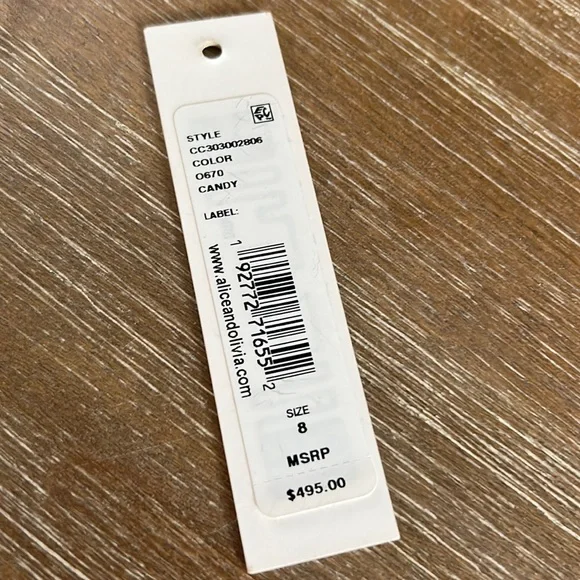 STYLE
CC303002806
COLOR
O670
CANDY
LABEL:
www.aliceandolivia.com
1 92772 71655 2
SIZE
8
MSRP
$495.00